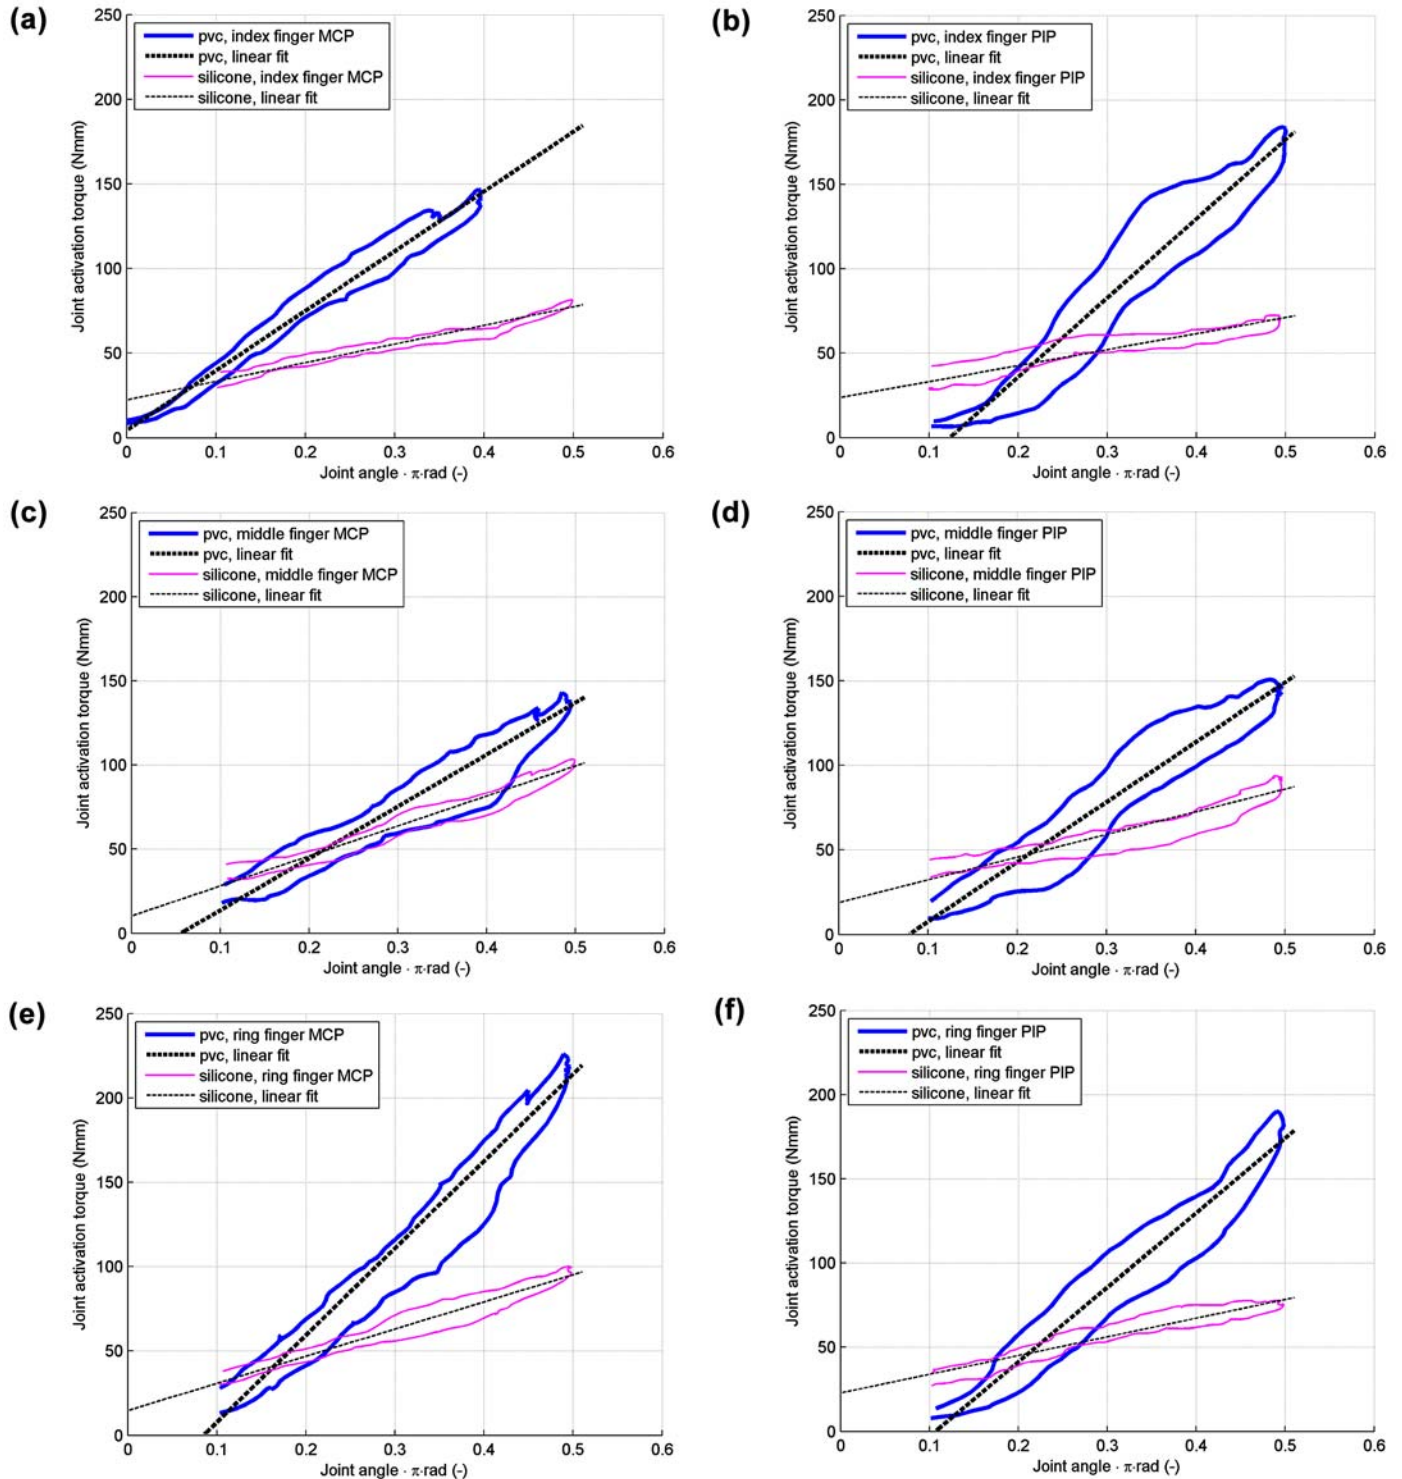 (a)
250
200
150
100
50
0
Joint activation torque (Nmm)
pvc, index finger MCP
pvc, linear fit
silicone, index finger MCP
silicone, linear fit
0 0.1 0.2 0.3 0.4 0.5 0.6
Joint angle · π·rad (-)
(b)
250
200
150
100
50
0
Joint activation torque (Nmm)
pvc, index finger PIP
pvc, linear fit
silicone, index finger PIP
silicone, linear fit
0 0.1 0.2 0.3 0.4 0.5 0.6
Joint angle · π·rad (-)
(c)
250
200
150
100
50
0
Joint activation torque (Nmm)
pvc, middle finger MCP
pvc, linear fit
silicone, middle finger MCP
silicone, linear fit
0 0.1 0.2 0.3 0.4 0.5 0.6
Joint angle · π·rad (-)
(d)
250
200
150
100
50
0
Joint activation torque (Nmm)
pvc, middle finger PIP
pvc, linear fit
silicone, middle finger PIP
silicone, linear fit
0 0.1 0.2 0.3 0.4 0.5 0.6
Joint angle · π·rad (-)
(e)
250
200
150
100
50
0
Joint activation torque (Nmm)
pvc, ring finger MCP
pvc, linear fit
silicone, ring finger MCP
silicone, linear fit
0 0.1 0.2 0.3 0.4 0.5 0.6
Joint angle · π·rad (-)
(f)
250
200
150
100
50
0
Joint activation torque (Nmm)
pvc, ring finger PIP
pvc, linear fit
silicone, ring finger PIP
silicone, linear fit
0 0.1 0.2 0.3 0.4 0.5 0.6
Joint angle · π·rad (-)